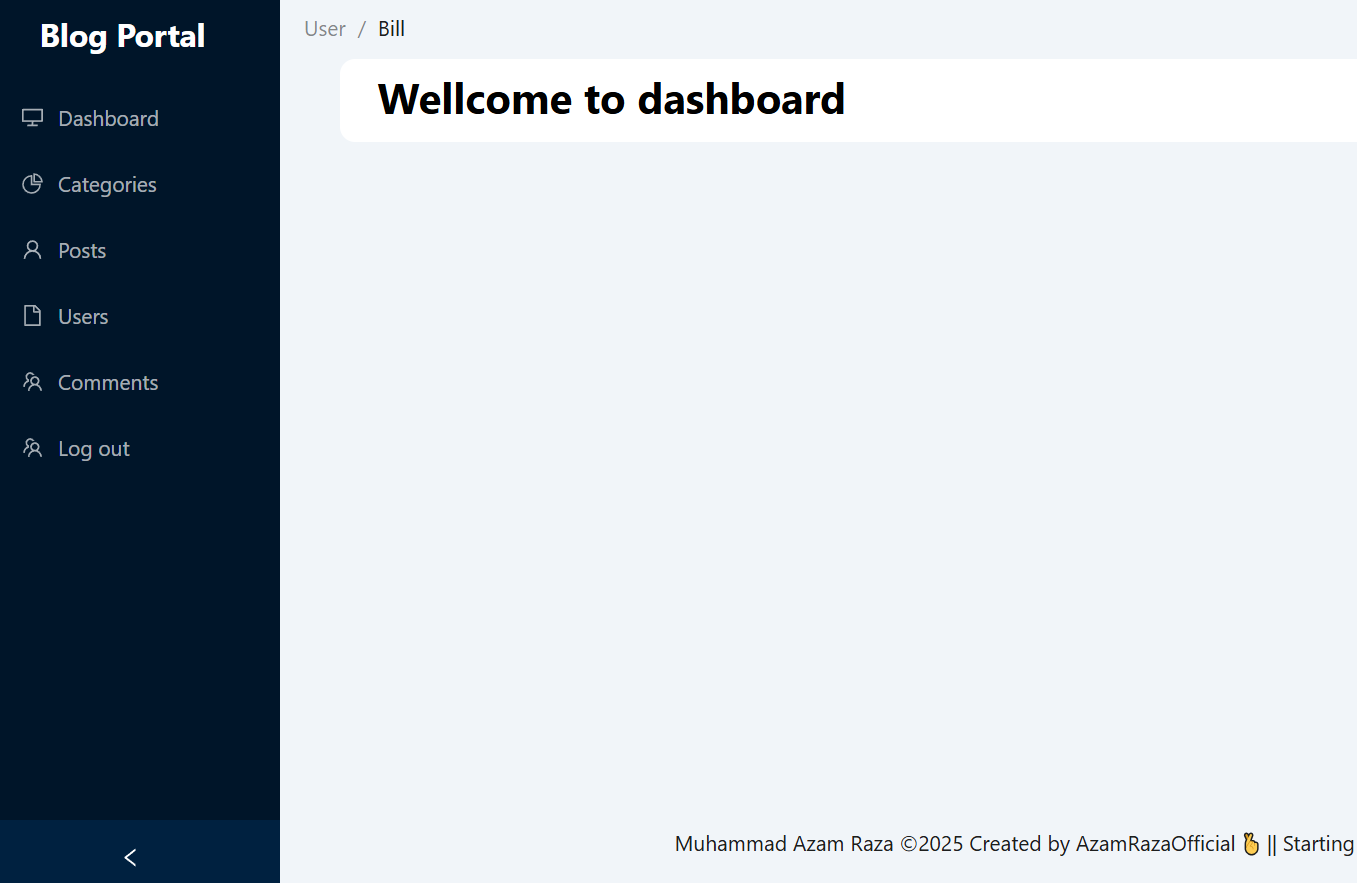 Blog Portal
Dashboard
Categories
Posts
Users
Comments
Log out
User / Bill
Wellcome to dashboard
Muhammad Azam Raza ©2025 Created by AzamRazaOfficial 🫰 || Starting